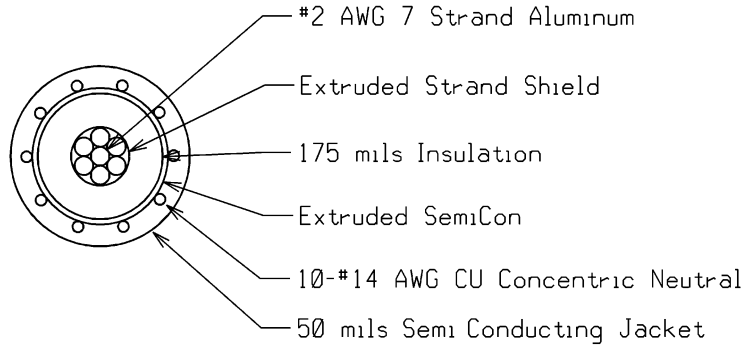 #2 AWG 7 Strand Aluminum
Extruded Strand Shield
175 mils Insulation
Extruded SemiCon
10-#14 AWG CU Concentric Neutral
50 mils Semi Conducting Jacket